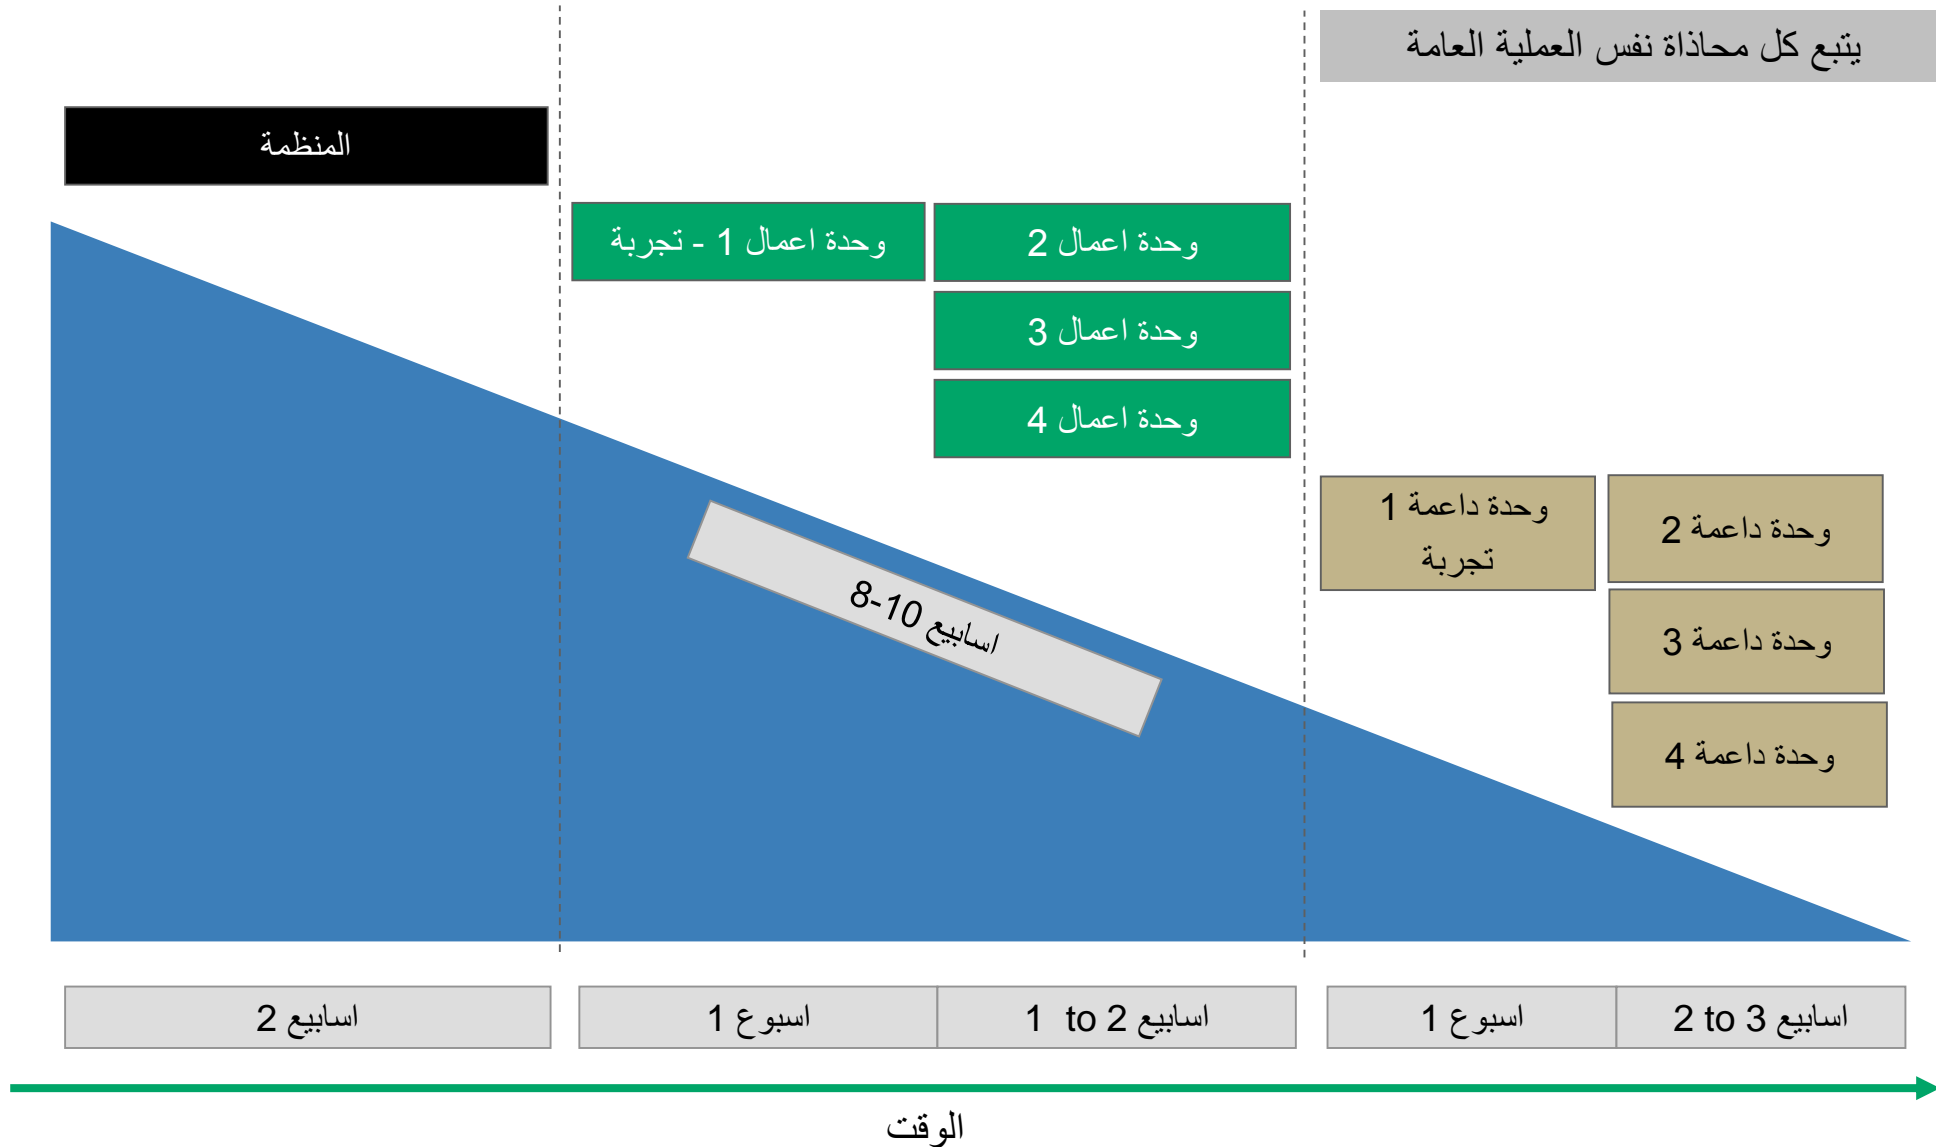 يتبع كل محاذاة نفس العملية العامة
المنظمة
وحدة اعمال 1 - تجربة
وحدة اعمال 2
وحدة اعمال 3
وحدة اعمال 4
وحدة داعمة 1
تجربة
وحدة داعمة 2
وحدة داعمة 3
وحدة داعمة 4
8-10 اسابيع
2 اسابيع
1 اسبوع
1 to 2 اسابيع
1 اسبوع
2 to 3 اسابيع
الوقت